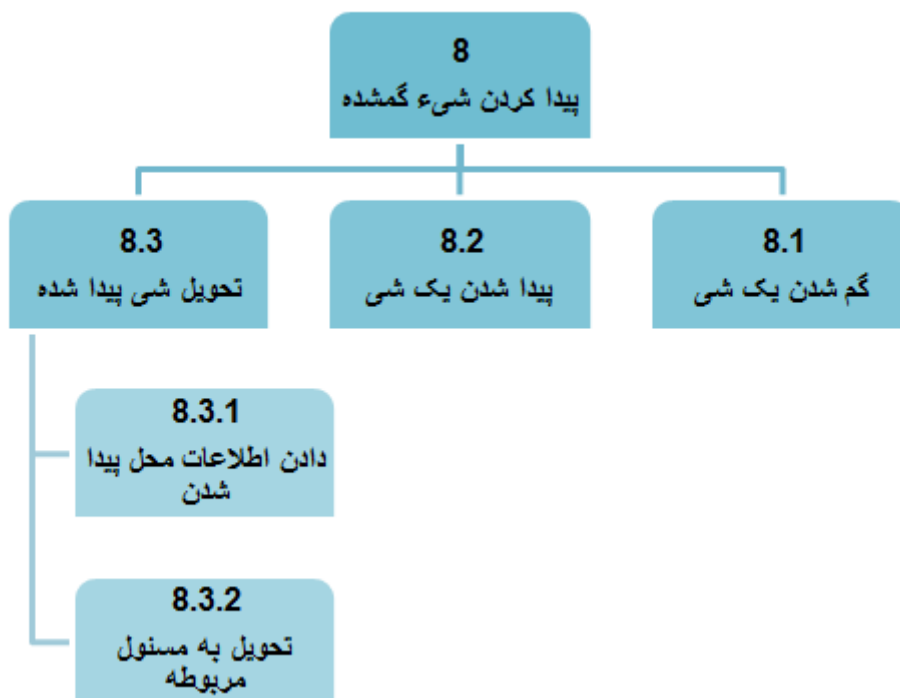 8
پیدا کردن شیء گمشده
8.1
گم شدن یک شی
8.2
پیدا شدن یک شی
8.3
تحویل شی پیدا شده
8.3.1
دادن اطلاعات محل پیدا
شدن
8.3.2
تحویل به مسئول
مربوطه